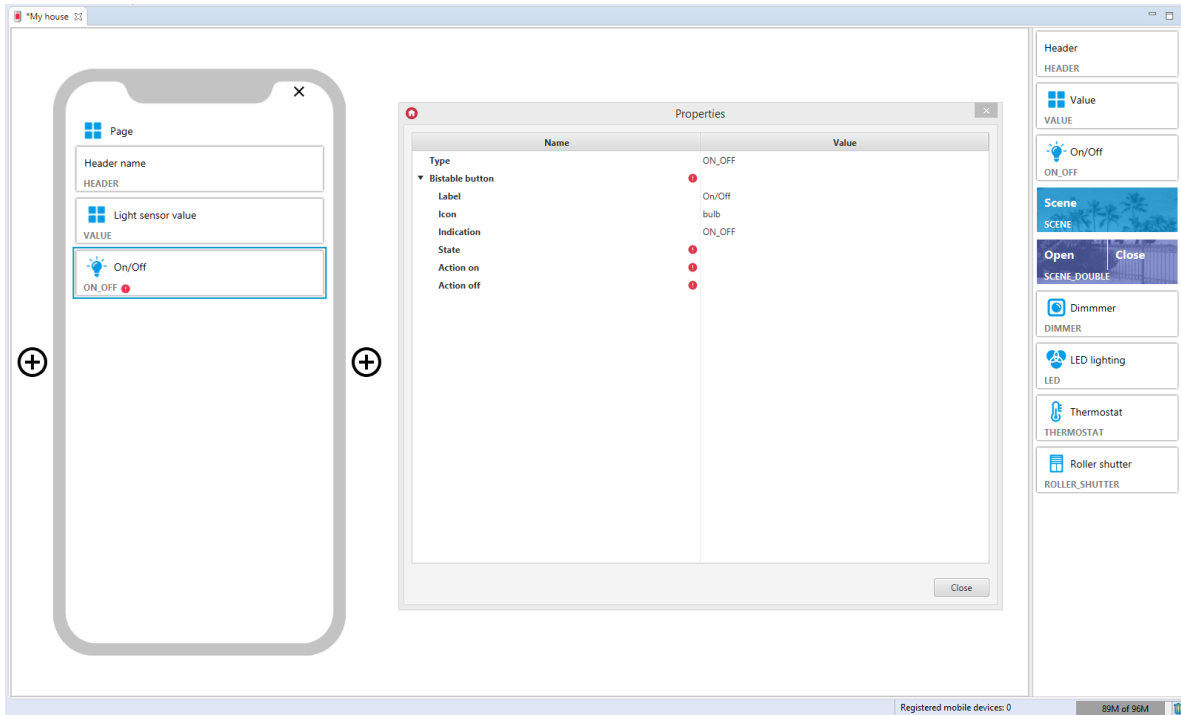 *My house
Page
Header name
HEADER
Light sensor value
VALUE
On/Off
ON_OFF
Properties
Name Value
Type ON_OFF
Bistable button
Label On/Off
Icon bulb
Indication ON_OFF
State
Action on
Action off
Close
Header
HEADER
Value
VALUE
On/Off
ON_OFF
Scene
SCENE
Open Close
SCENE_DOUBLE
Dimmmer
DIMMER
LED lighting
LED
Thermostat
THERMOSTAT
Roller shutter
ROLLER_SHUTTER
Registered mobile devices: 0
89M of 96M